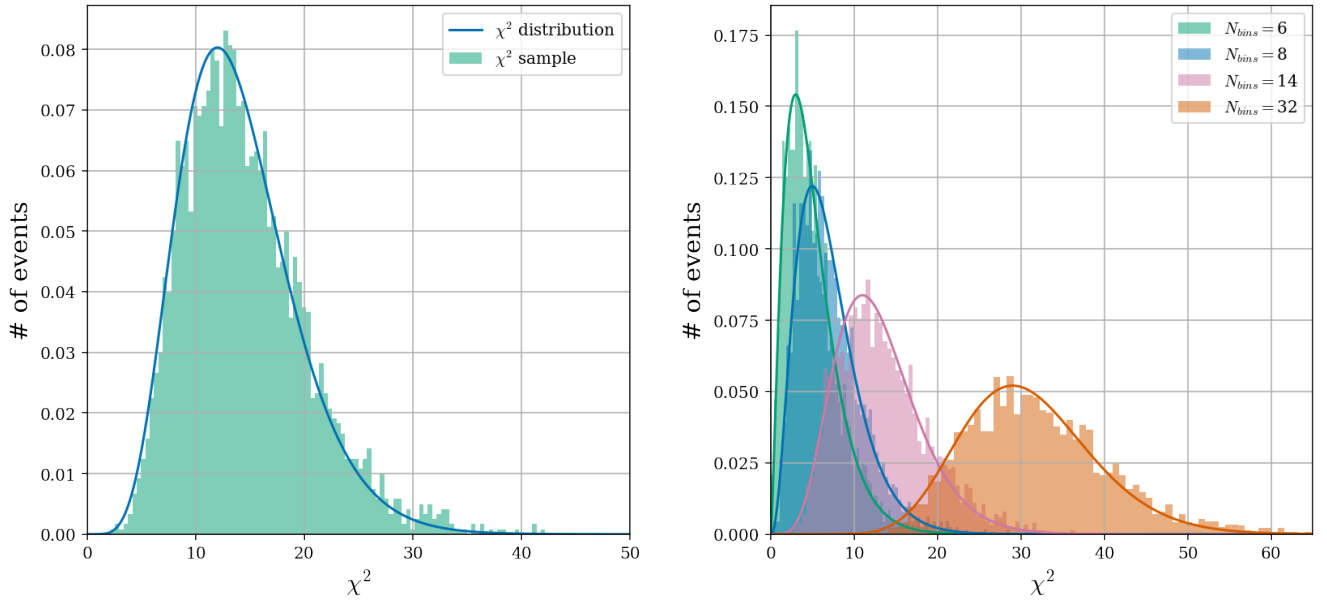 # of events
0.08
0.07
0.06
0.05
0.04
0.03
0.02
0.01
0.00
0 10 20 30 40 50
χ²
χ² distribution
χ² sample
# of events
0.175
0.150
0.125
0.100
0.075
0.050
0.025
0.000
0 10 20 30 40 50 60
χ²
N_bins = 6
N_bins = 8
N_bins = 14
N_bins = 32